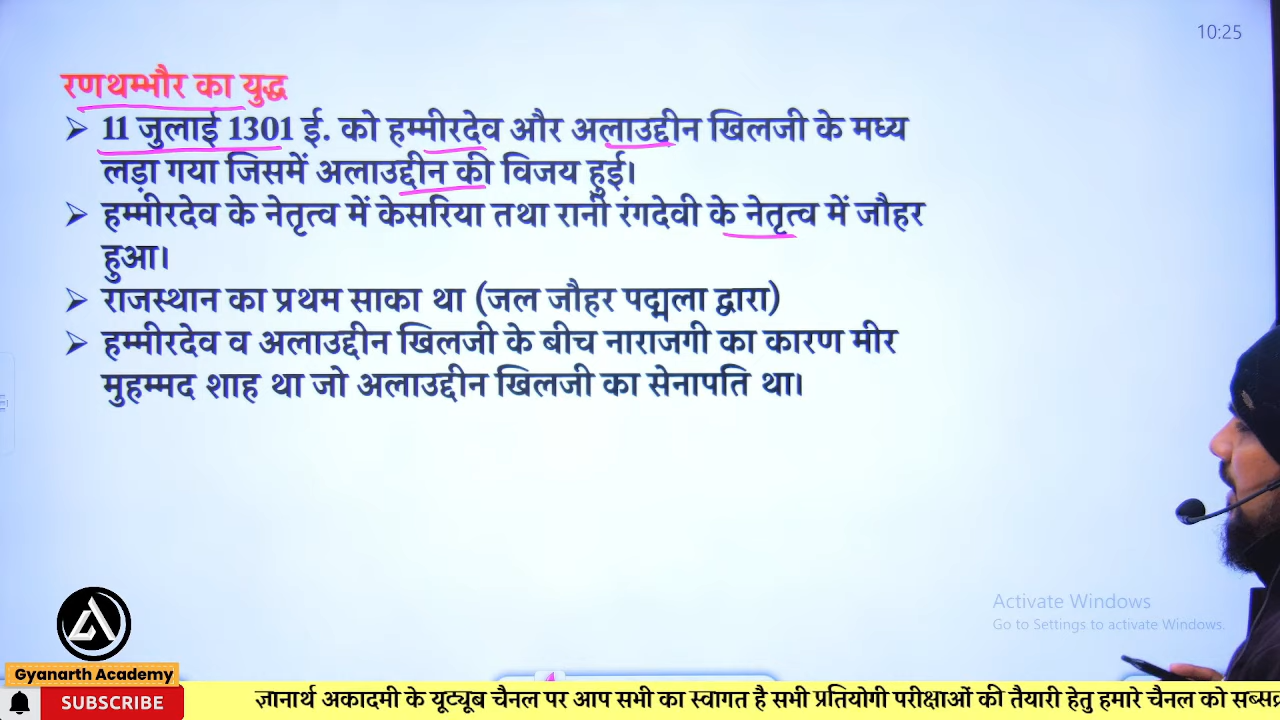 10:25
रणथम्भौर का युद्ध
➢ 11 जुलाई 1301 ई. को हम्मीरदेव और अलाउद्दीन खिलजी के मध्य
लड़ा गया जिसमें अलाउद्दीन की विजय हुई।
➢ हम्मीरदेव के नेतृत्व में केसरिया तथा रानी रंगदेवी के नेतृत्व में जौहर
हुआ।
➢ राजस्थान का प्रथम साका था (जल जौहर पद्मला द्वारा)
➢ हम्मीरदेव व अलाउद्दीन खिलजी के बीच नाराजगी का कारण मीर
मुहम्मद शाह था जो अलाउद्दीन खिलजी का सेनापति था।
Activate Windows
Go to Settings to activate Windows.
Gyanarth Academy
SUBSCRIBE
ज्ञानार्थ अकादमी के यूट्यूब चैनल पर आप सभी का स्वागत है सभी प्रतियोगी परीक्षाओं की तैयारी हेतु हमारे चैनल को